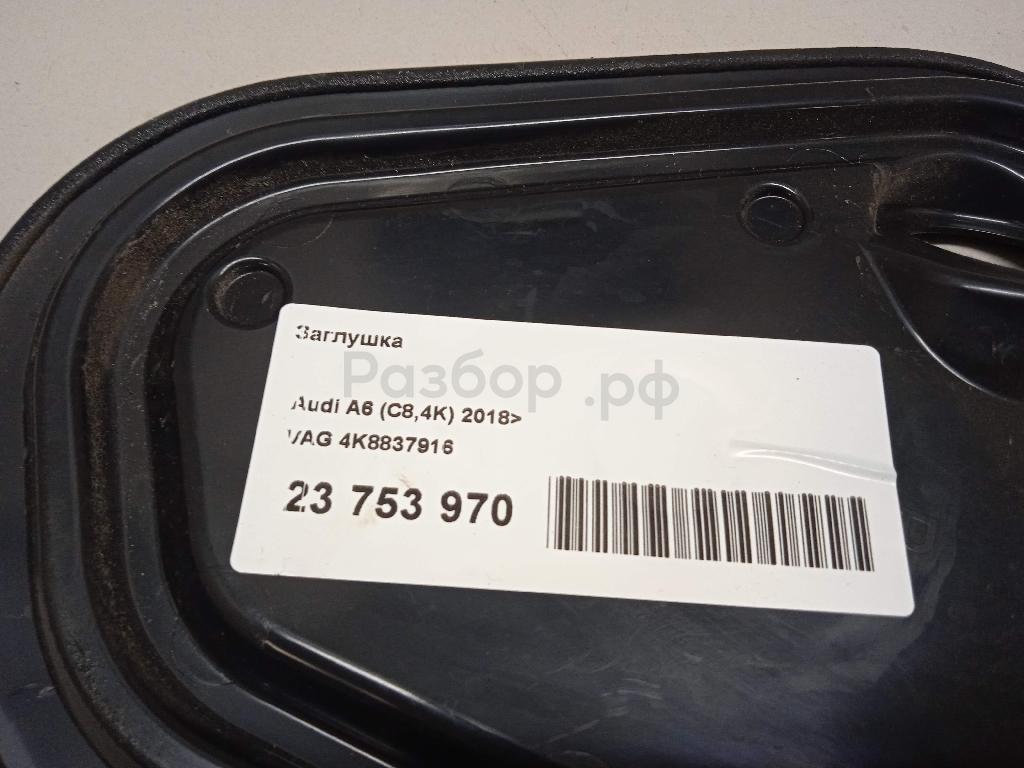 Заглушка
Разбор.рф
Audi A6 (C8,4K) 2018>
VAG 4K8837916
23 753 970